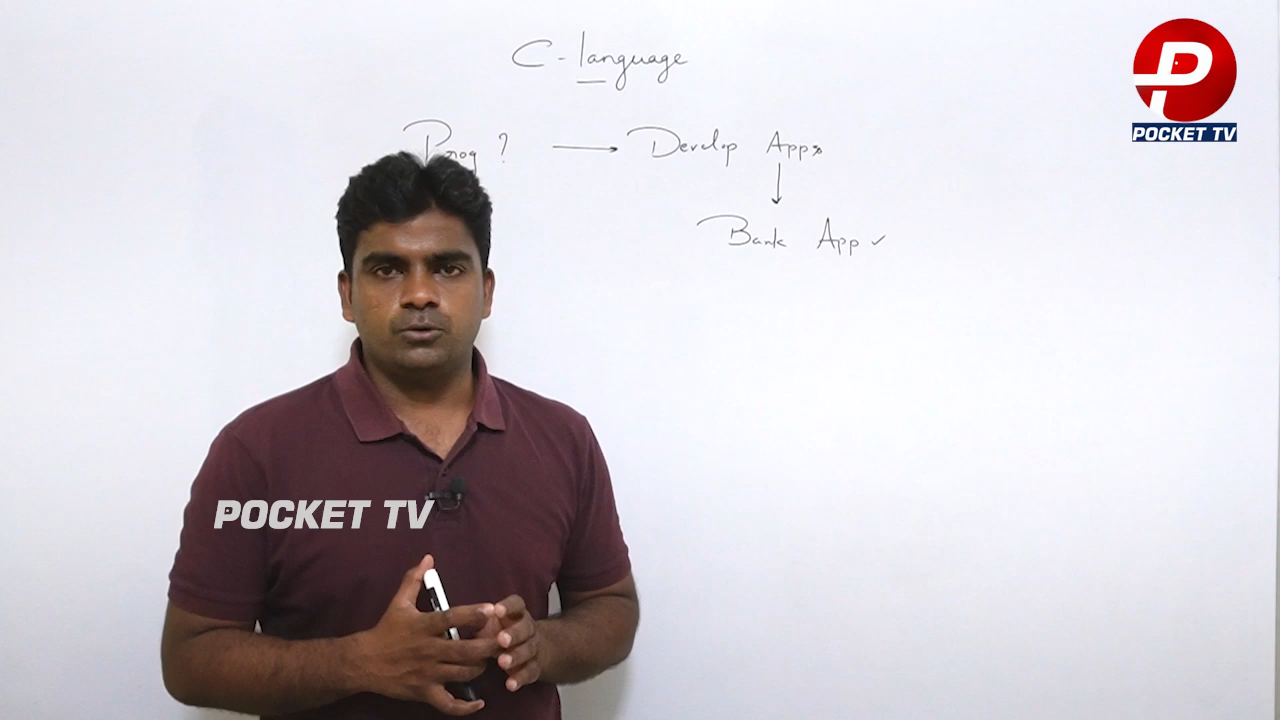 C - language
Prog ? → Develop Apps
↓
Bank App ✓
POCKET TV
POCKET TV